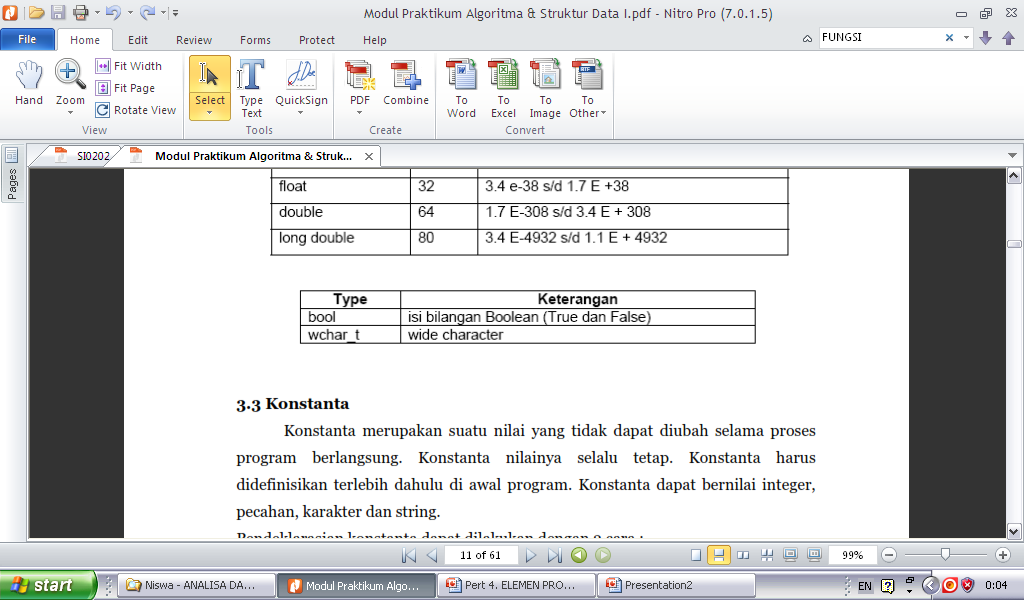 Modul Praktikum Algoritma & Struktur Data I.pdf - Nitro Pro (7.0.1.5)
File Home Edit Review Forms Protect Help
FUNGSI
Hand
Zoom
Fit Width
Fit Page
Rotate View
View
Select
Type Text
QuickSign
Tools
PDF
Combine
Create
To Word
To Excel
To Image
To Other
Convert
SI0202
Modul Praktikum Algoritma & Struk...
Pages
float 32 3.4 e-38 s/d 1.7 E +38
double 64 1.7 E-308 s/d 3.4 E + 308
long double 80 3.4 E-4932 s/d 1.1 E + 4932
Type Keterangan
bool isi bilangan Boolean (True dan False)
wchar_t wide character
3.3 Konstanta
Konstanta merupakan suatu nilai yang tidak dapat diubah selama proses
program berlangsung. Konstanta nilainya selalu tetap. Konstanta harus
didefinisikan terlebih dahulu di awal program. Konstanta dapat bernilai integer,
pecahan, karakter dan string.
Pendeklarasian konstanta dapat dilakukan dengan 2 cara :
11 of 61
99%
start
Niswa - ANALISA DA...
Modul Praktikum Algo...
Pert 4. ELEMEN PRO...
Presentation2
EN
0:04